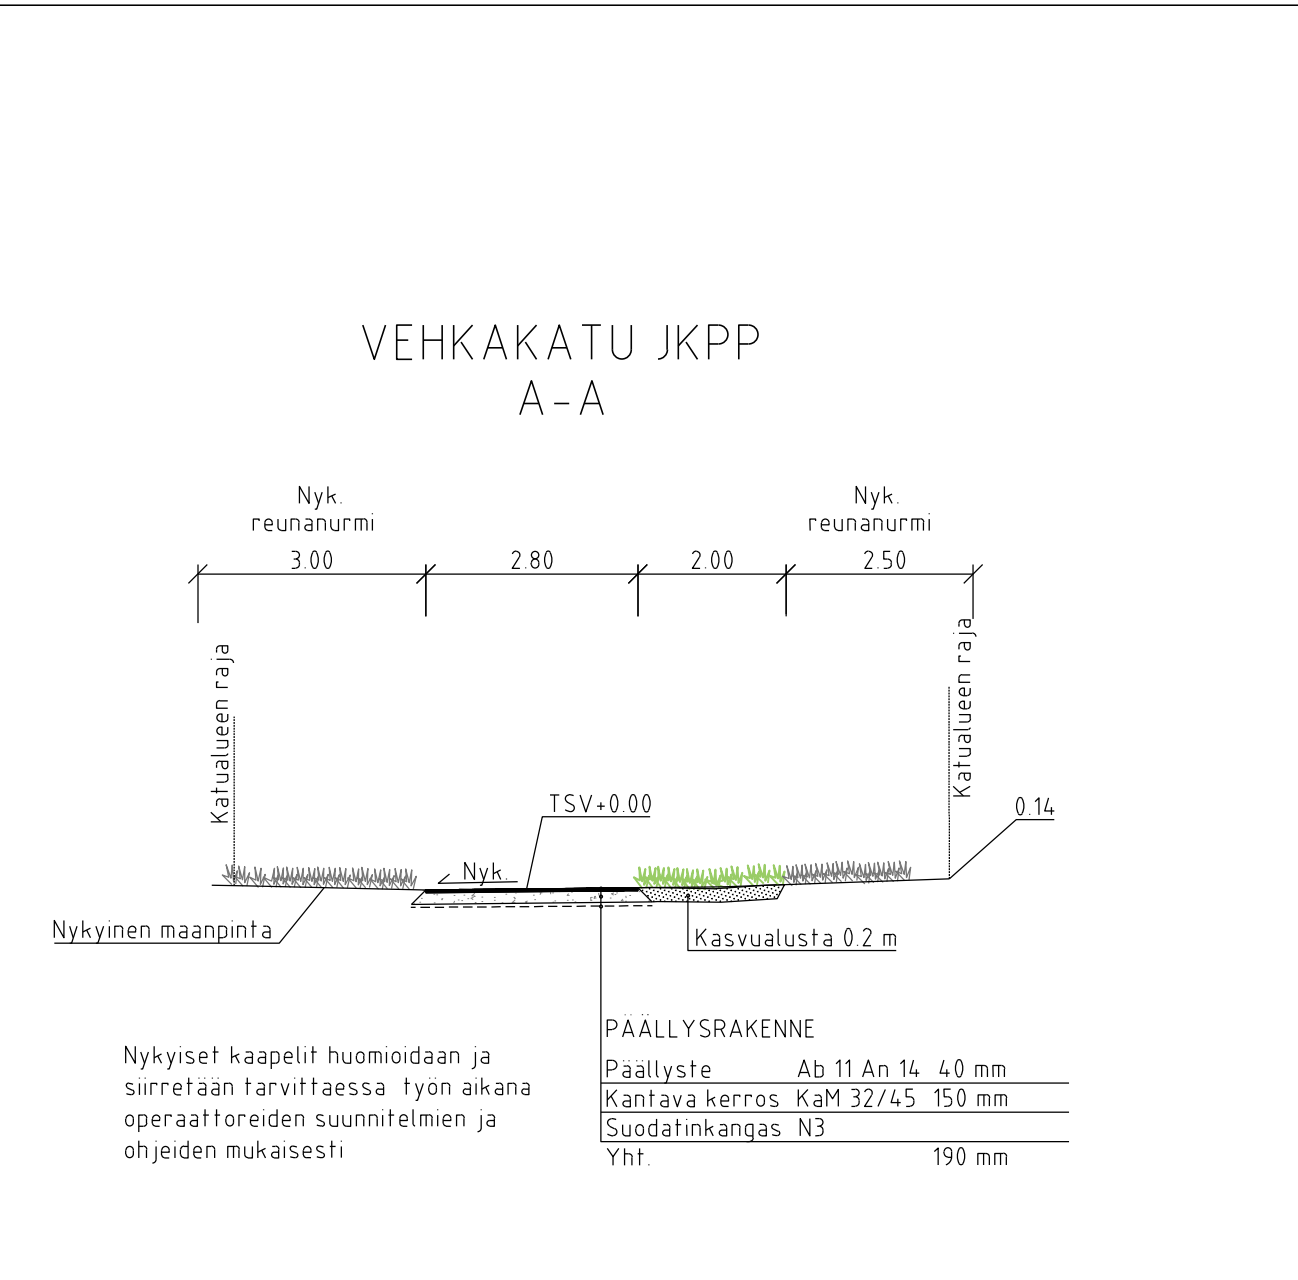 VEHKAKATU JKPP
A-A
Nyk.
reunanurmi
Nyk.
reunanurmi
3.00 2.80 2.00 2.50
Katualueen raja
Katualueen raja
TSV+0.00
0.14
Nyk.
Nykyinen maanpinta
Kasvualusta 0.2 m
PÄÄLLYSRAKENNE
Päällyste Ab 11 An 14 40 mm
Kantava kerros KaM 32/45 150 mm
Suodatinkangas N3
Yht. 190 mm
Nykyiset kaapelit huomioidaan ja
siirretään tarvittaessa työn aikana
operaattoreiden suunnitelmien ja
ohjeiden mukaisesti